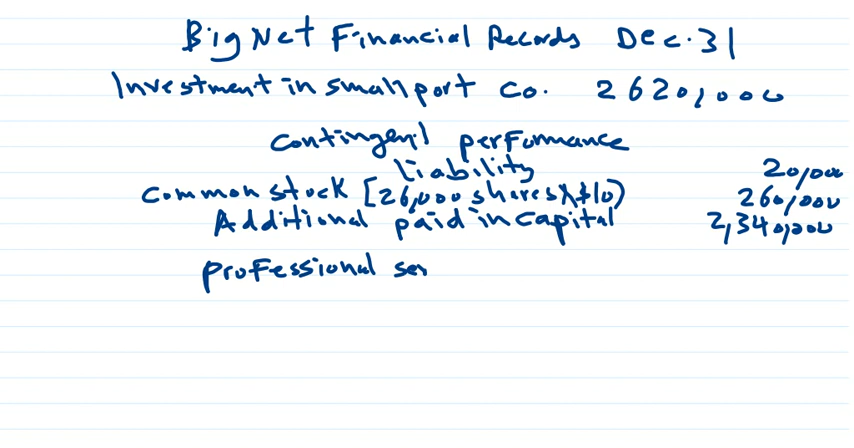 BigNet Financial Records Dec. 31
Investment in smallport Co. 2620,000
Contingent performance
liability 20,000
Common stock [26,000 shares x $10) 260,000
Additional paid in capital 2,340,000
professional ser